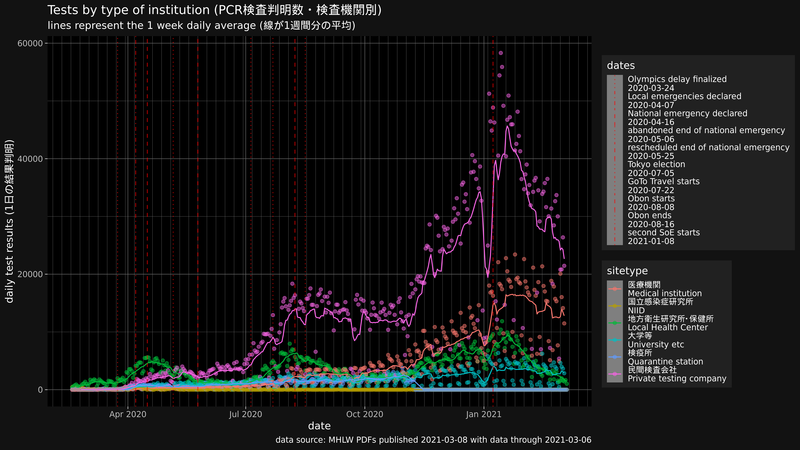 Tests by type of institution (PCR検査判明数・検査機関別)
lines represent the 1 week daily average (線が1週間分の平均)
60000
40000
20000
0
daily test results (1日の結果判明)
Apr 2020
Jul 2020
Oct 2020
Jan 2021
date
data source: MHLW PDFs published 2021-03-08 with data through 2021-03-06
dates
Olympics delay finalized
2020-03-24
Local emergencies declared
2020-04-07
National emergency declared
2020-04-16
abandoned end of national emergency
2020-05-06
rescheduled end of national emergency
2020-05-25
Tokyo election
2020-07-05
GoTo Travel starts
2020-07-22
Obon starts
2020-08-08
Obon ends
2020-08-16
second SoE starts
2021-01-08
sitetype
医療機関
Medical institution
国立感染症研究所
NIID
地方衛生研究所･保健所
Local Health Center
大学等
University etc
検疫所
Quarantine station
民間検査会社
Private testing company